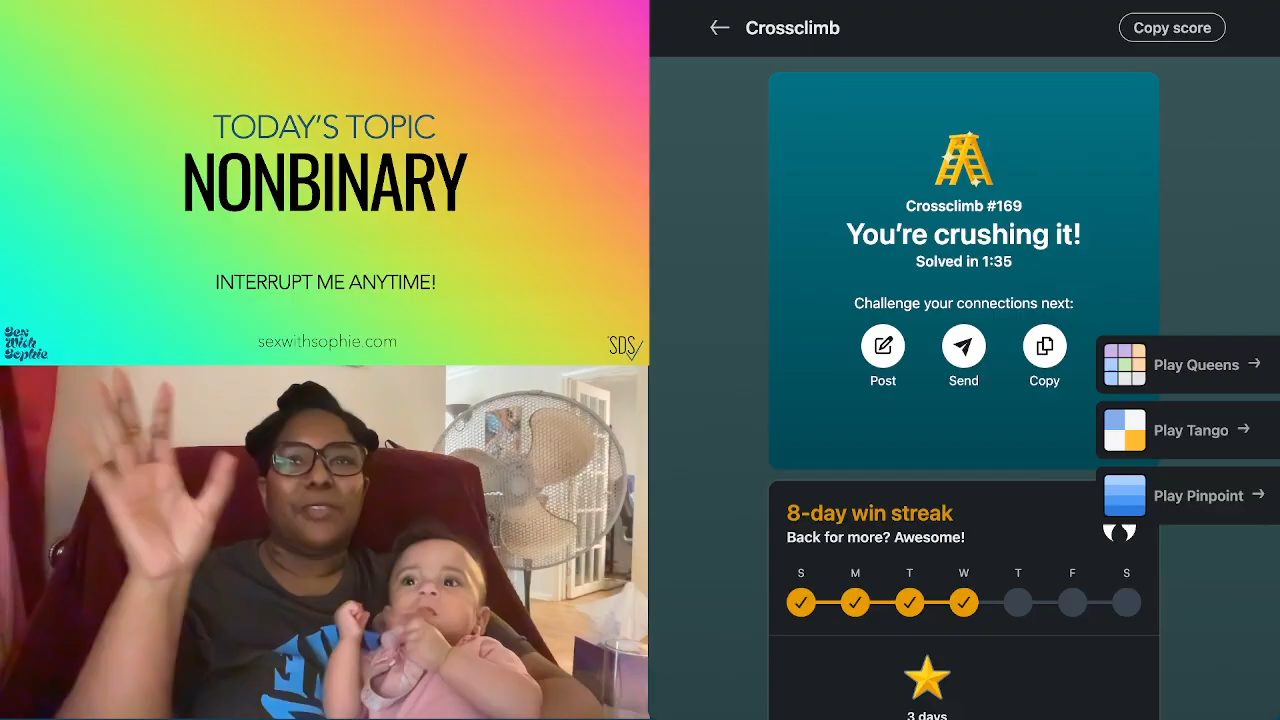 TODAY'S TOPIC
NONBINARY
INTERRUPT ME ANYTIME!
Sex
With
Sophie
sexwithsophie.com
SDS
Crossclimb
Copy score
Crossclimb #169
You're crushing it!
Solved in 1:35
Challenge your connections next:
Post
Send
Copy
Play Queens
Play Tango
Play Pinpoint
8-day win streak
Back for more? Awesome!
S M T W T F S
3 days